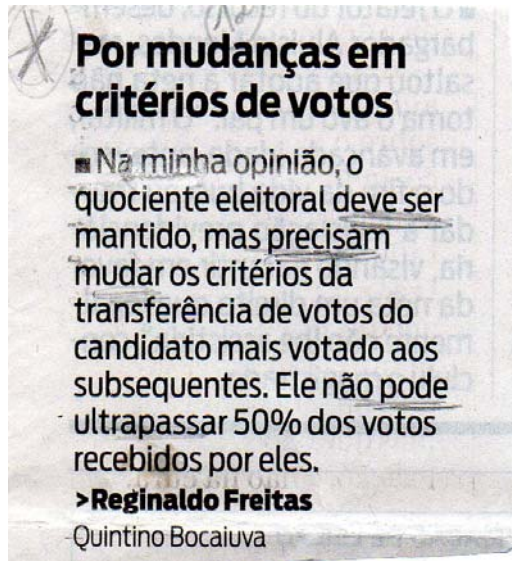 Por mudanças em
critérios de votos
■ Na minha opinião, o
quociente eleitoral deve ser
mantido, mas precisam
mudar os critérios da
transferência de votos do
candidato mais votado aos
subsequentes. Ele não pode
ultrapassar 50% dos votos
recebidos por eles.
>Reginaldo Freitas
Quintino Bocaiuva